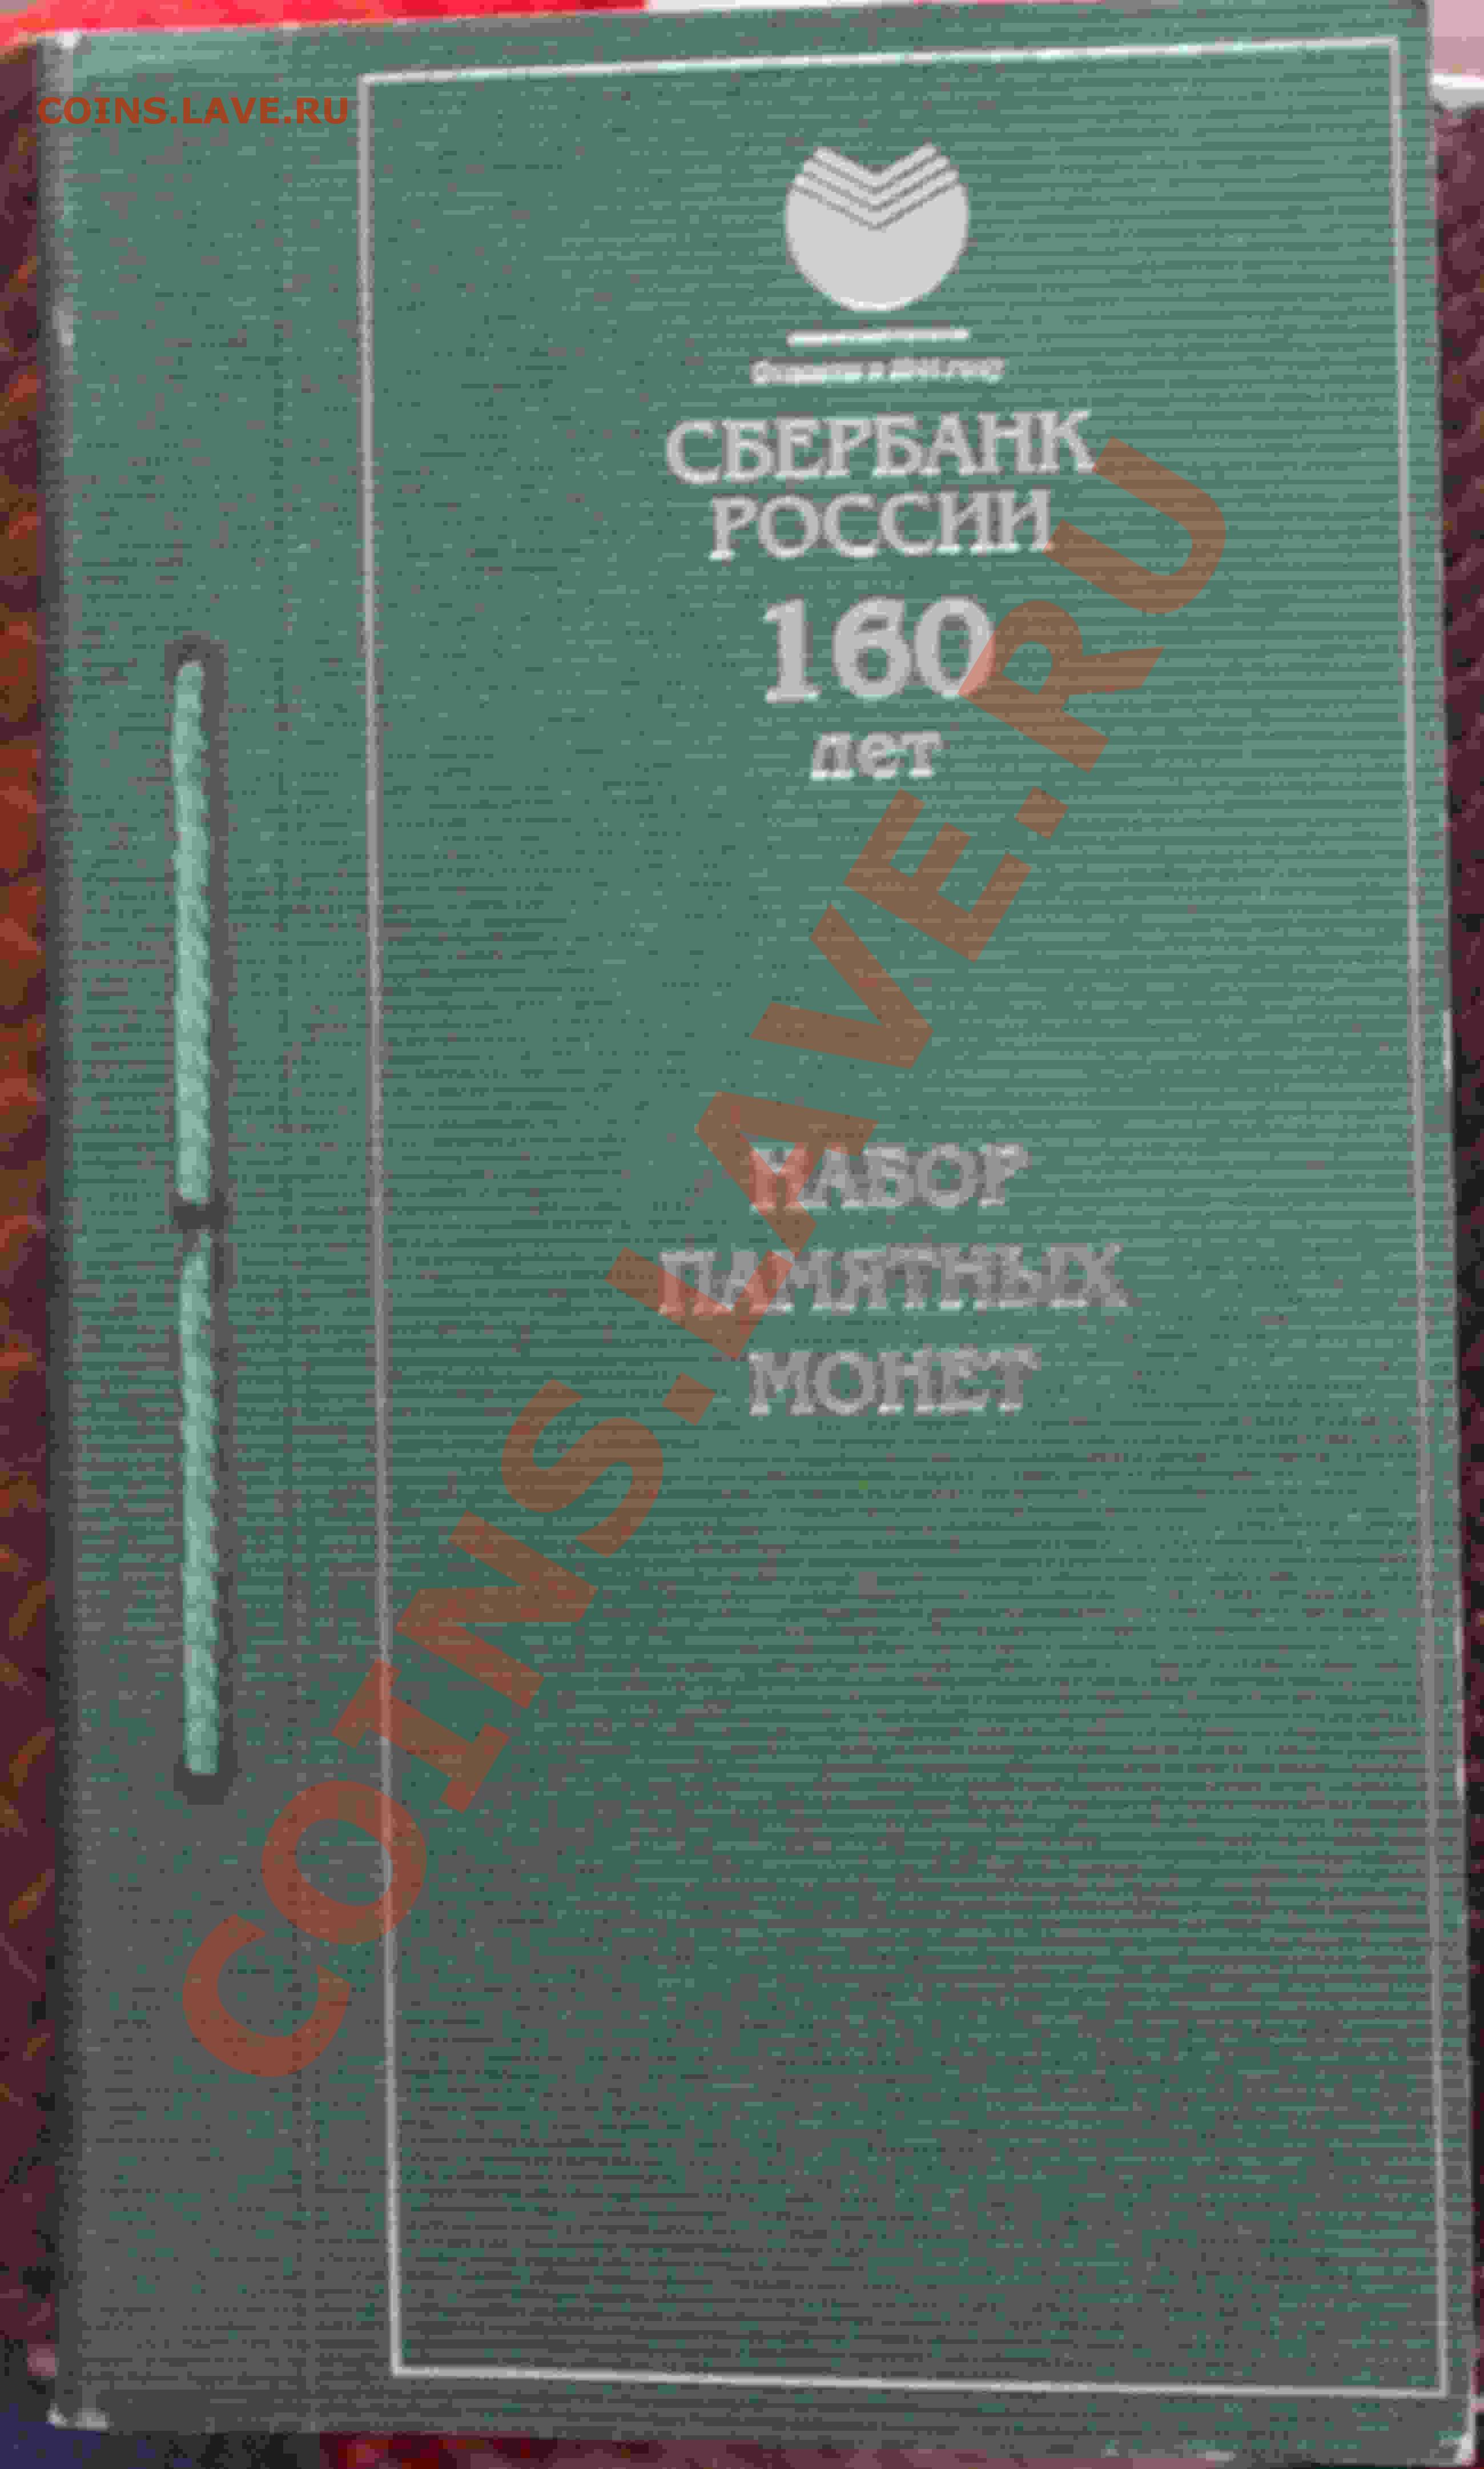 COINS.LAVE.RU
СБЕРБАНК
РОССИИ
160
лет
НАБОР
ПАМЯТНЫХ
МОНЕТ
COINS.LAVE.RU